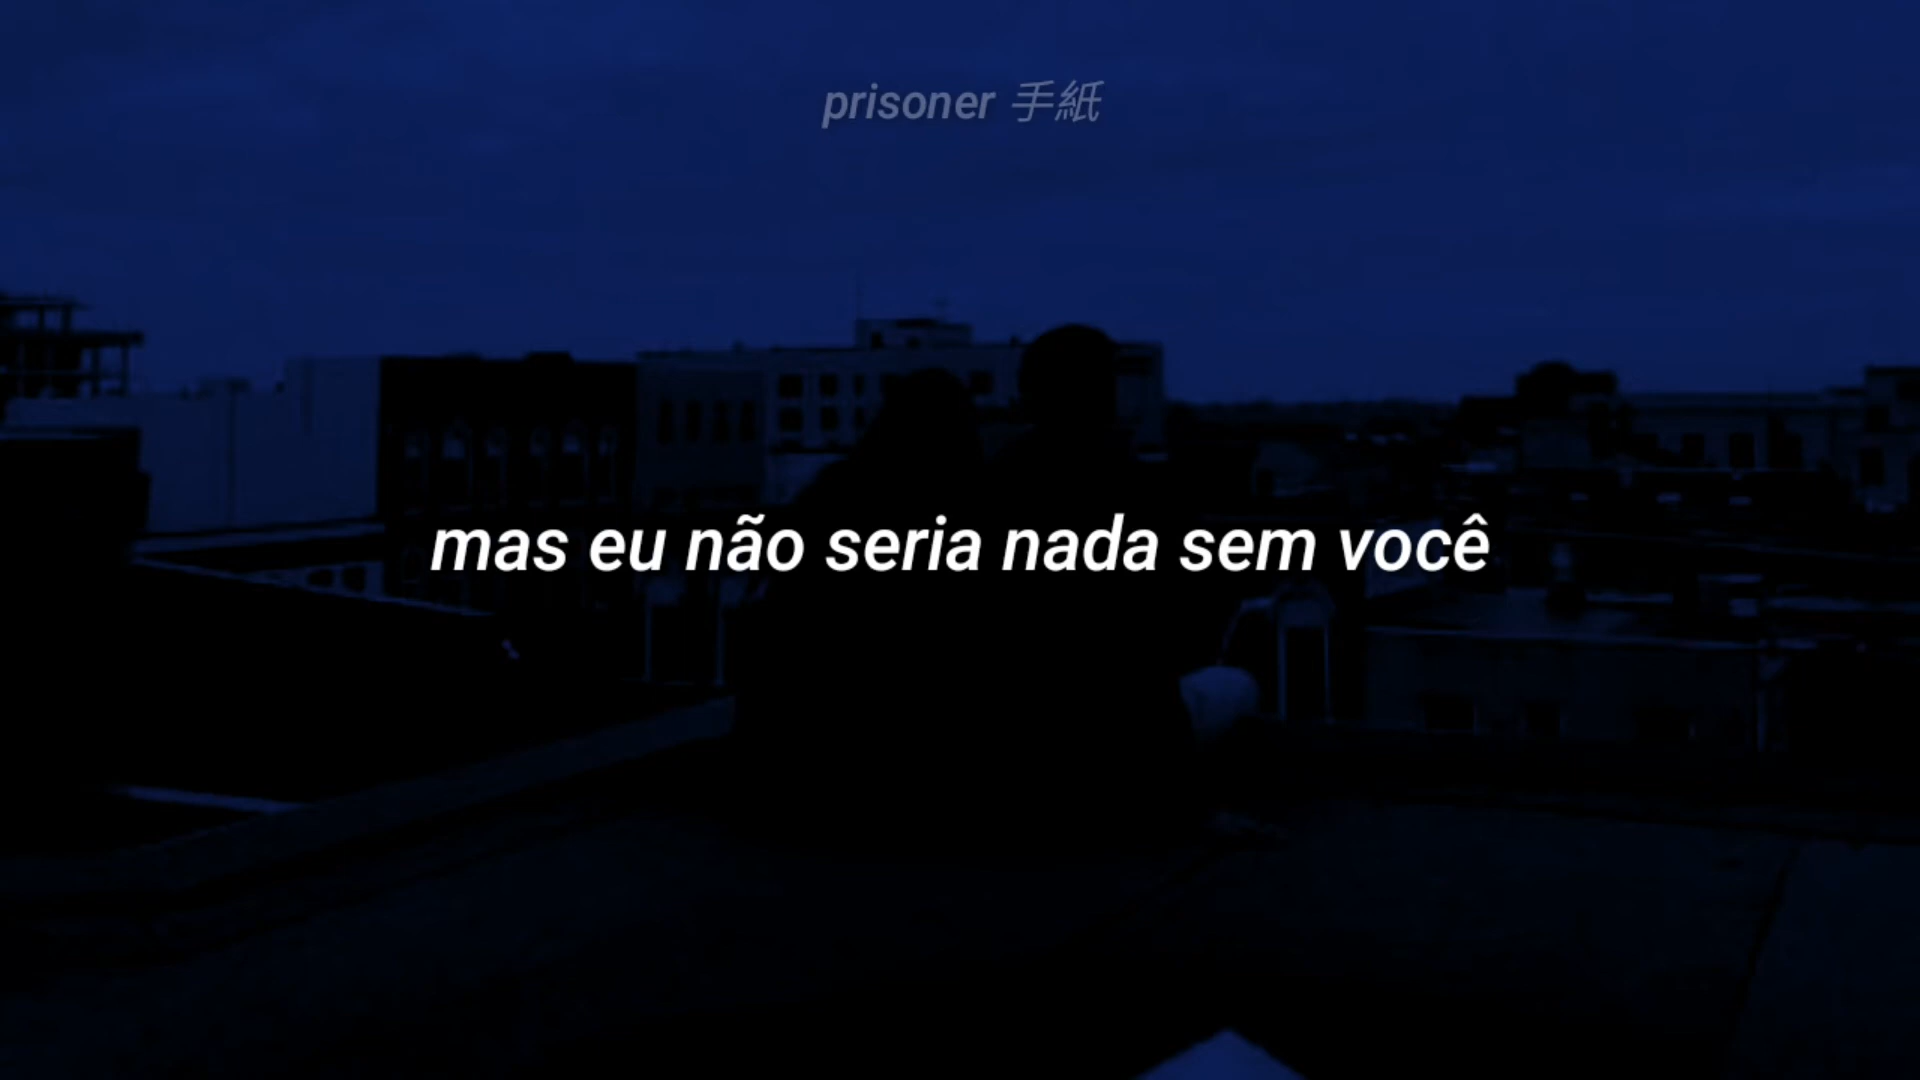 prisoner 手紙
mas eu não seria nada sem você